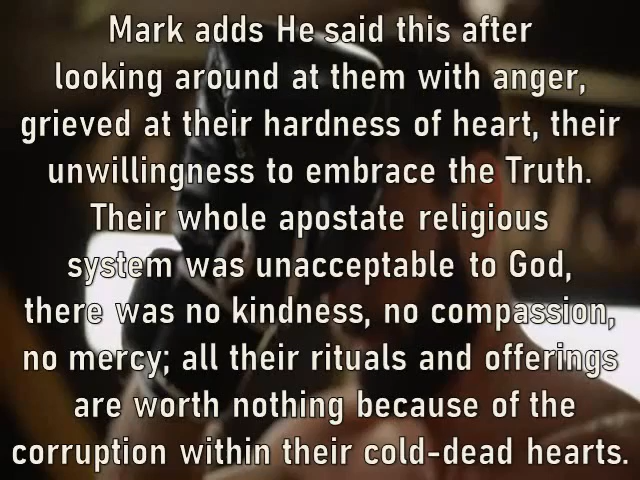 Mark adds He said this after
looking around at them with anger,
grieved at their hardness of heart, their
unwillingness to embrace the Truth.
Their whole apostate religious
system was unacceptable to God,
there was no kindness, no compassion,
no mercy; all their rituals and offerings
are worth nothing because of the
corruption within their cold-dead hearts.